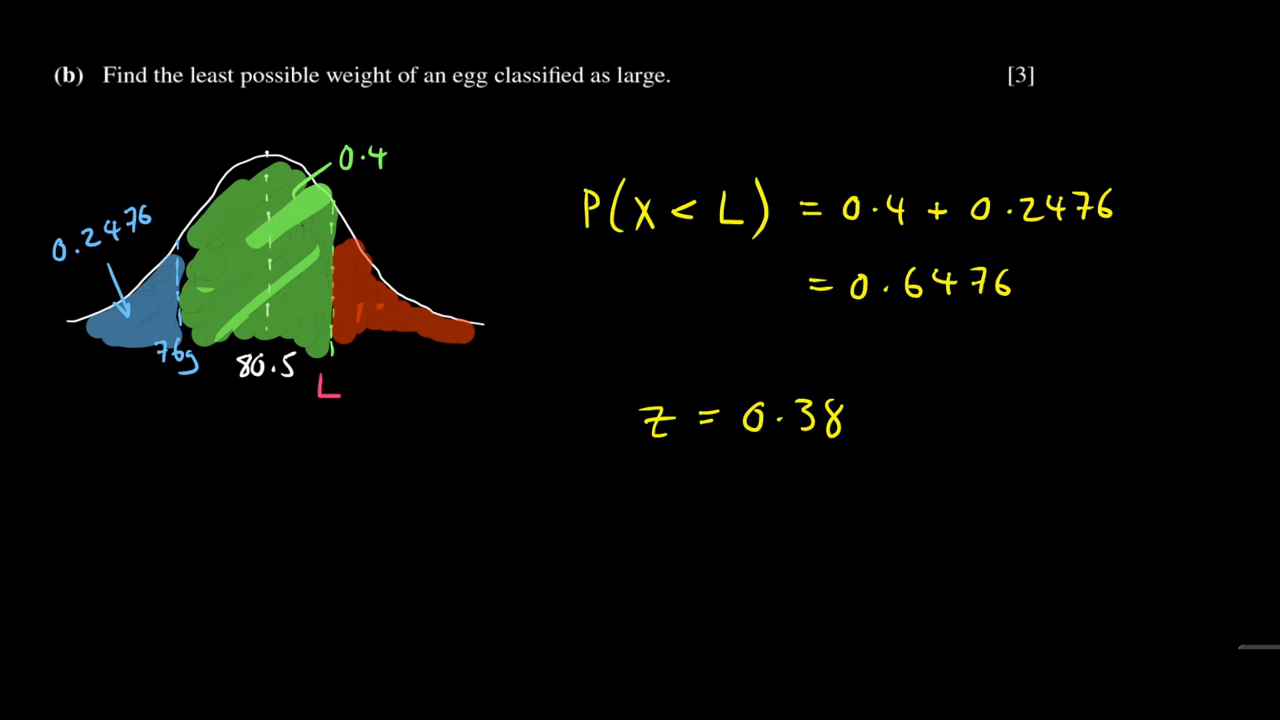 (b) Find the least possible weight of an egg classified as large. [3]
0.4
0.2476
76g
80.5
L
P(X < L) = 0.4 + 0.2476
= 0.6476
z = 0.38